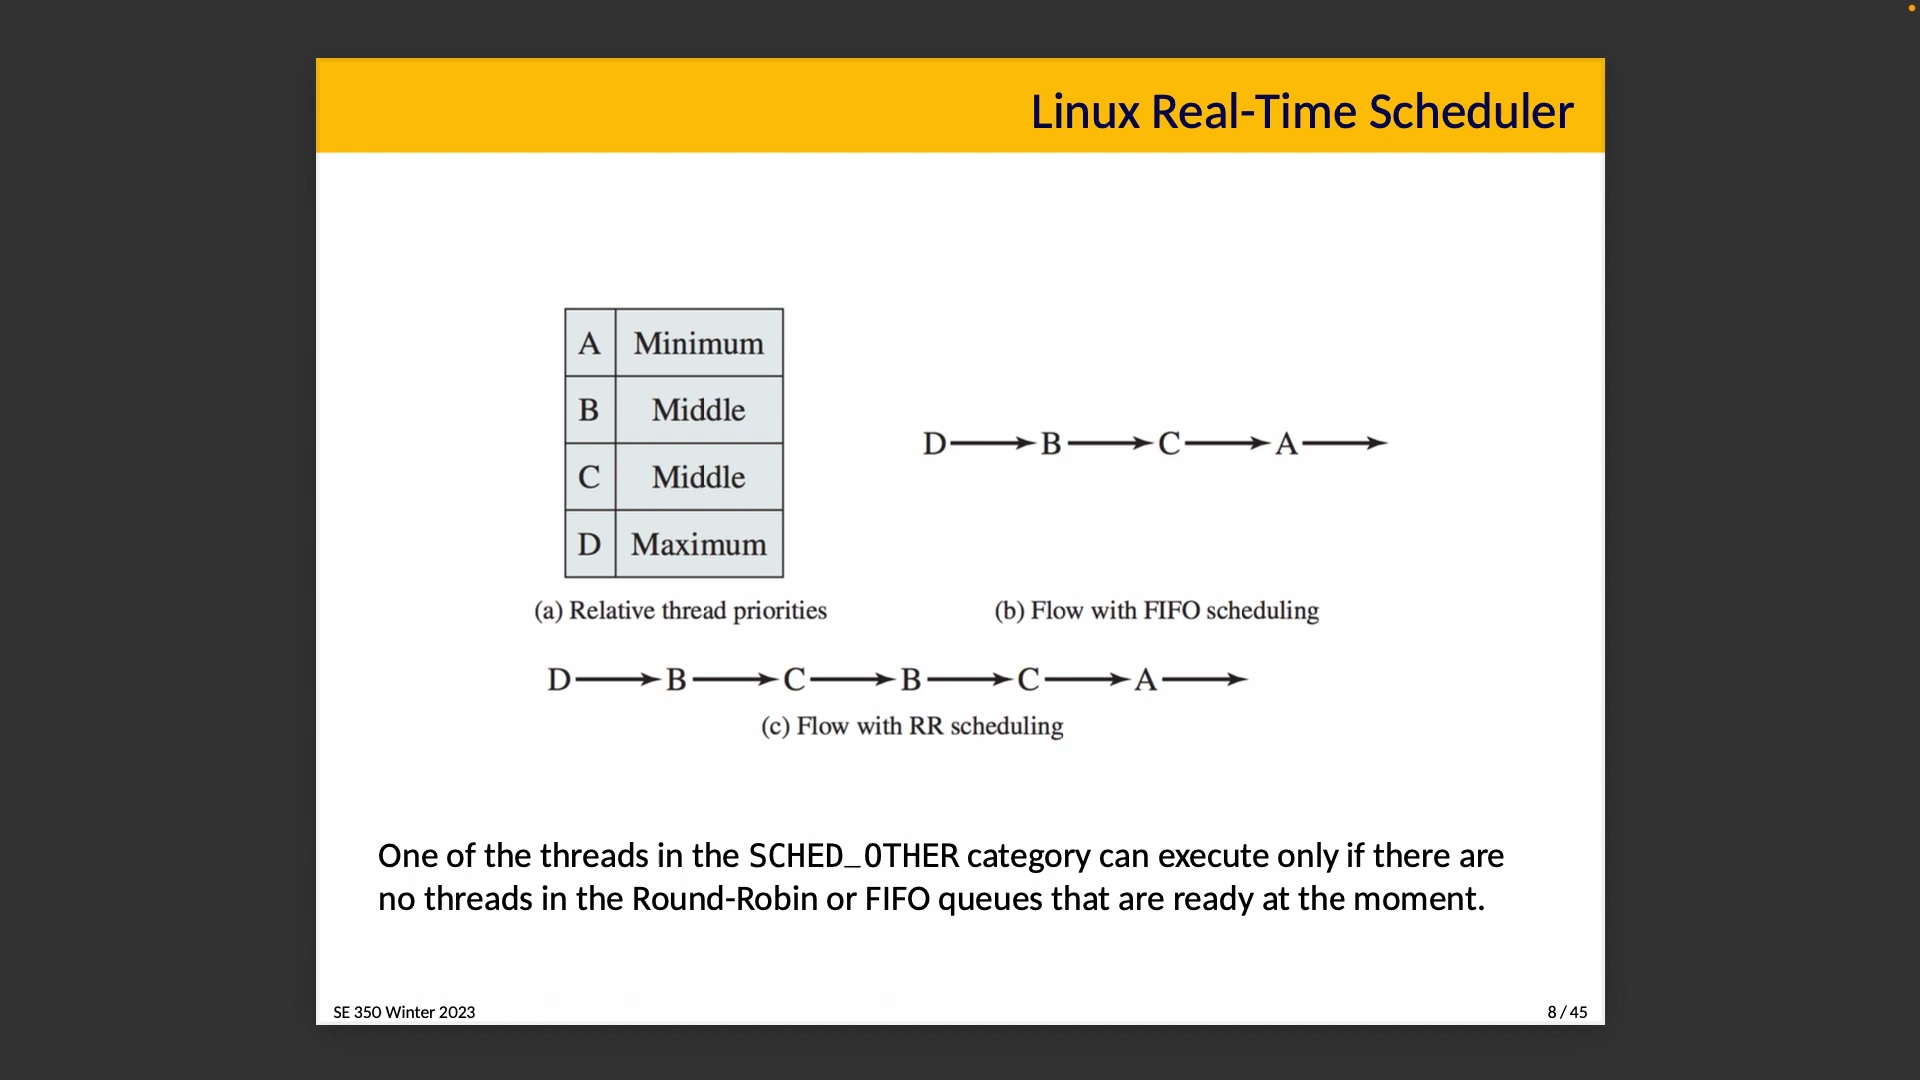 Linux Real-Time Scheduler
A Minimum
B Middle
C Middle
D Maximum
(a) Relative thread priorities
D B C A
(b) Flow with FIFO scheduling
D B C B C A
(c) Flow with RR scheduling
One of the threads in the SCHED_OTHER category can execute only if there are
no threads in the Round-Robin or FIFO queues that are ready at the moment.
SE 350 Winter 2023
8 / 45